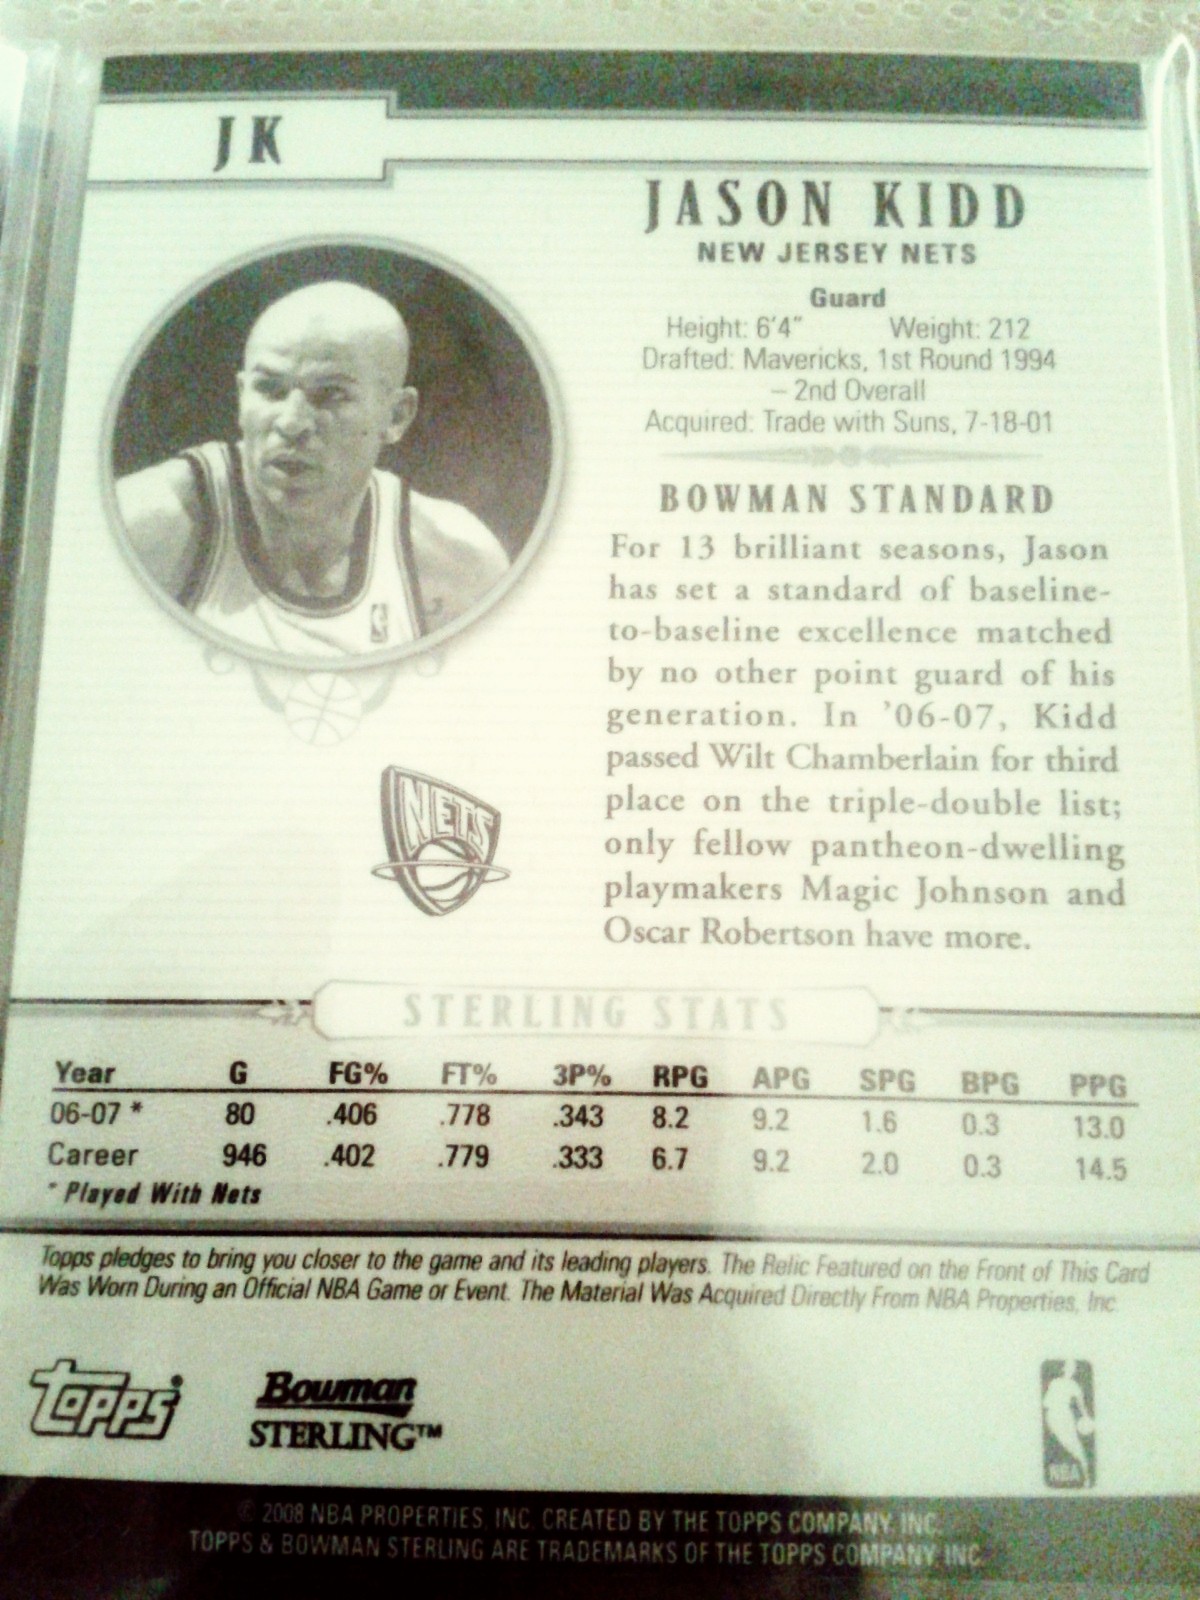 JK
JASON KIDD
NEW JERSEY NETS
Guard
Height: 6'4" Weight: 212
Drafted: Mavericks, 1st Round 1994
– 2nd Overall
Acquired: Trade with Suns, 7-18-01
BOWMAN STANDARD
For 13 brilliant seasons, Jason
has set a standard of baseline-
to-baseline excellence matched
by no other point guard of his
generation. In '06-07, Kidd
passed Wilt Chamberlain for third
place on the triple-double list;
only fellow pantheon-dwelling
playmakers Magic Johnson and
Oscar Robertson have more.
NETS
STERLING STATS
Year G FG% FT% 3P% RPG APG SPG BPG PPG
06-07 * 80 .406 .778 .343 8.2 9.2 1.6 0.3 13.0
Career 946 .402 .779 .333 6.7 9.2 2.0 0.3 14.5
* Played With Nets
Topps pledges to bring you closer to the game and its leading players. The Relic Featured on the Front of This Card
Was Worn During an Official NBA Game or Event. The Material Was Acquired Directly From NBA Properties, Inc.
Topps
Bowman
STERLING™
NBA
© 2008 NBA PROPERTIES, INC. CREATED BY THE TOPPS COMPANY, INC.
TOPPS & BOWMAN STERLING ARE TRADEMARKS OF THE TOPPS COMPANY, INC.